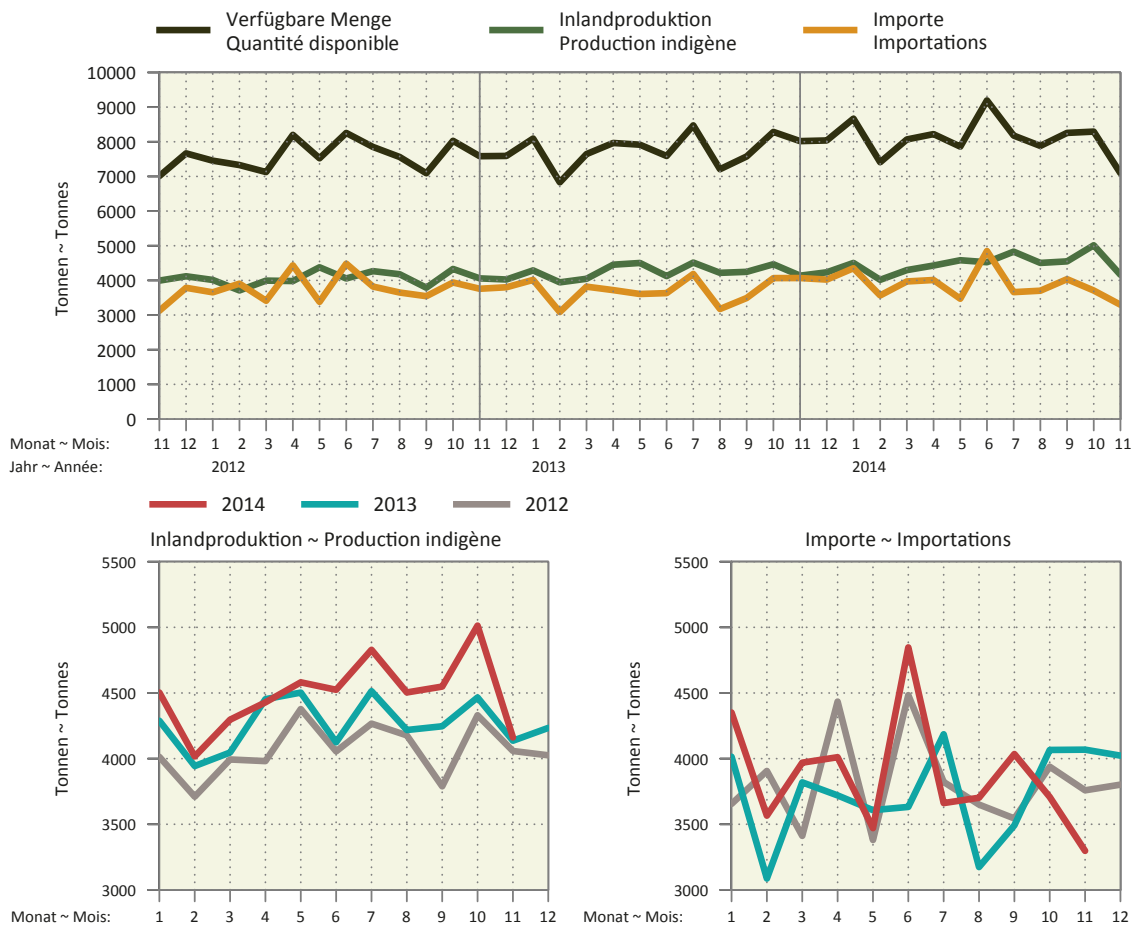 Verfügbare Menge
Quantité disponible
Inlandproduktion
Production indigène
Importe
Importations
Tonnen ~ Tonnes
10000
9000
8000
7000
6000
5000
4000
3000
2000
1000
0
Monat ~ Mois: 11 12 1 2 3 4 5 6 7 8 9 10 11 12 1 2 3 4 5 6 7 8 9 10 11 12 1 2 3 4 5 6 7 8 9 10 11
Jahr ~ Année: 2012 2013 2014
2014 2013 2012
Inlandproduktion ~ Production indigène
Tonnen ~ Tonnes
5500
5000
4500
4000
3500
3000
Monat ~ Mois: 1 2 3 4 5 6 7 8 9 10 11 12
Importe ~ Importations
Tonnen ~ Tonnes
5500
5000
4500
4000
3500
3000
Monat ~ Mois: 1 2 3 4 5 6 7 8 9 10 11 12